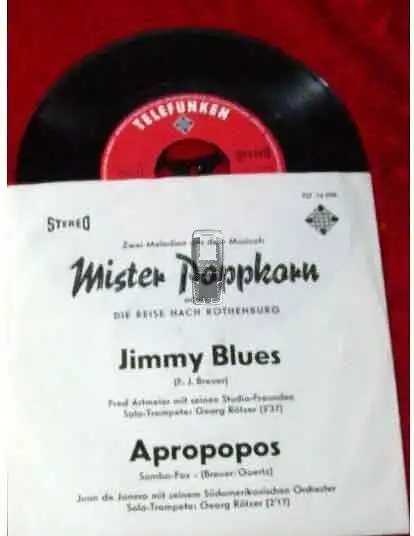 TELEFUNKEN
STEREO
Zwei Melodien aus dem Musical:
Mister Poppkorn
DIE REISE NACH ROTHENBURG
Jimmy Blues
(F. J. Breuer)
Fred Artmeier mit seinen Studio-Freunden
Solo-Trompete: Georg Rötzer (3'37)
Apropopos
Samba-Fox - (Breuer-Goertz)
Juan de Janero mit seinem Südamerikanischen Orchester
Solo-Trompete: Georg Rötzer (2'17)